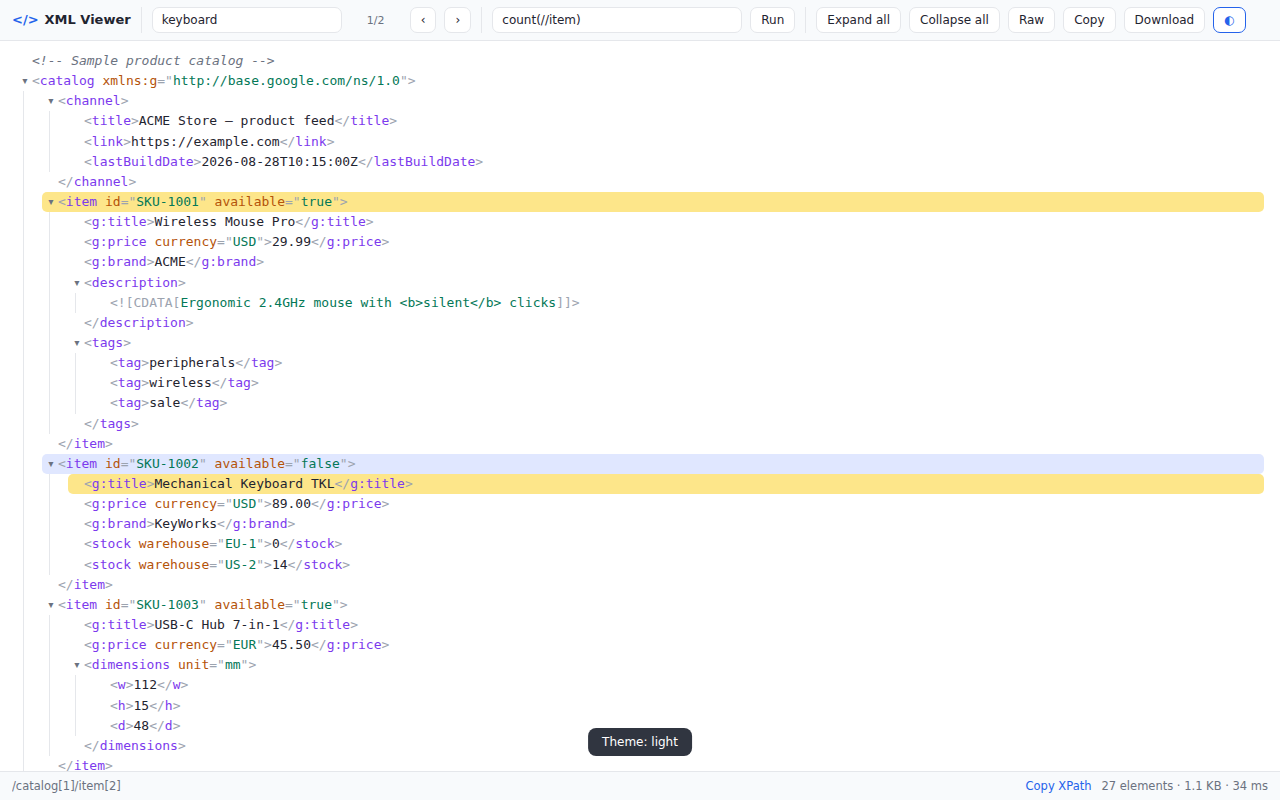 </> XML Viewer keyboard 1/2 ‹ › count(//item) Run Expand all Collapse all Raw Copy Download ◐
<!-- Sample product catalog -->
▾ <catalog xmlns:g="http://base.google.com/ns/1.0">
▾ <channel>
<title>ACME Store — product feed</title>
<link>https://example.com</link>
<lastBuildDate>2026-08-28T10:15:00Z</lastBuildDate>
</channel>
▾ <item id="SKU-1001" available="true">
<g:title>Wireless Mouse Pro</g:title>
<g:price currency="USD">29.99</g:price>
<g:brand>ACME</g:brand>
▾ <description>
<![CDATA[Ergonomic 2.4GHz mouse with <b>silent</b> clicks]]>
</description>
▾ <tags>
<tag>peripherals</tag>
<tag>wireless</tag>
<tag>sale</tag>
</tags>
</item>
▾ <item id="SKU-1002" available="false">
<g:title>Mechanical Keyboard TKL</g:title>
<g:price currency="USD">89.00</g:price>
<g:brand>KeyWorks</g:brand>
<stock warehouse="EU-1">0</stock>
<stock warehouse="US-2">14</stock>
</item>
▾ <item id="SKU-1003" available="true">
<g:title>USB-C Hub 7-in-1</g:title>
<g:price currency="EUR">45.50</g:price>
▾ <dimensions unit="mm">
<w>112</w>
<h>15</h>
<d>48</d>
</dimensions>
</item>
Theme: light
/catalog[1]/item[2] Copy XPath 27 elements · 1.1 KB · 34 ms